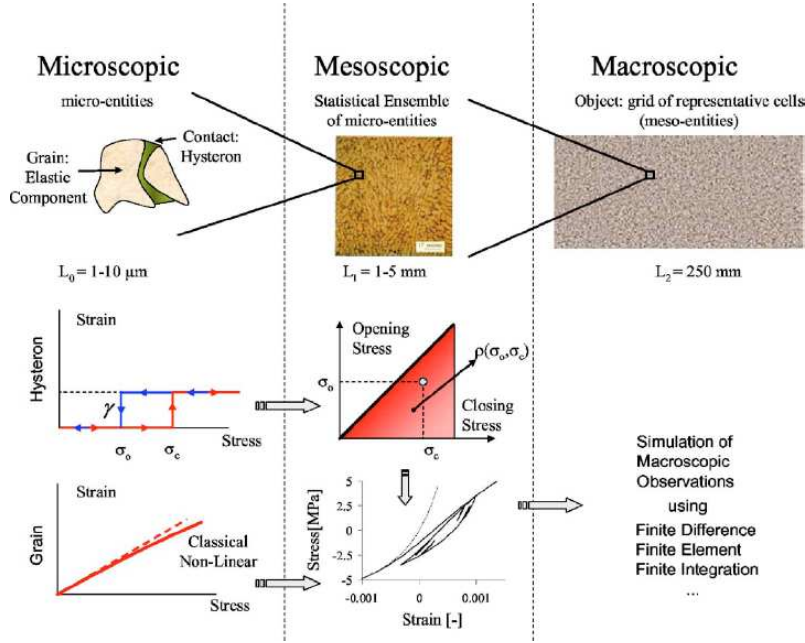 Microscopic
micro-entities
Contact:
Hysteron
Grain:
Elastic
Component
L₀ = 1-10 μm
Mesoscopic
Statistical Ensemble
of micro-entities
L₁ = 1-5 mm
Macroscopic
Object: grid of representative cells
(meso-entities)
L₂ = 250 mm
Strain
Hysteron
γ
σₒ
σ꜀
Stress
Opening
Stress
ρ(σₒ,σ꜀)
σₒ
Closing
Stress
σ꜀
Strain
Grain
Classical
Non-Linear
Stress
Stress[MPa]
5
2.5
0
-2.5
-5
-0.001
0
0.001
Strain [-]
Simulation of
Macroscopic
Observations
using
Finite Difference
Finite Element
Finite Integration
...